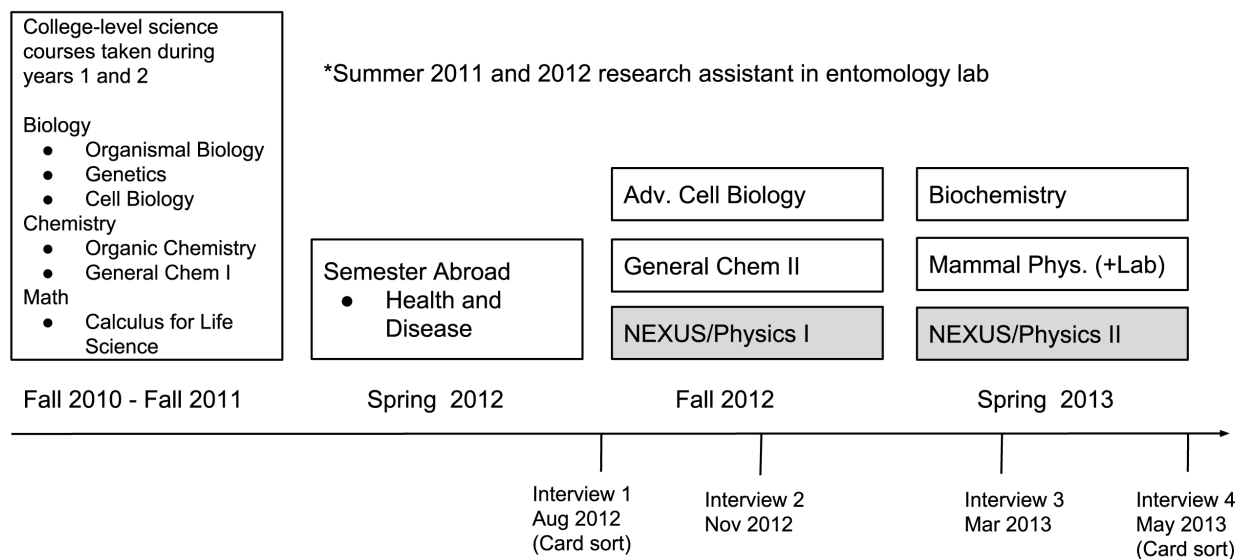 College-level science
courses taken during
years 1 and 2
Biology
● Organismal Biology
● Genetics
● Cell Biology
Chemistry
● Organic Chemistry
● General Chem I
Math
● Calculus for Life
Science
*Summer 2011 and 2012 research assistant in entomology lab
Semester Abroad
● Health and
Disease
Adv. Cell Biology
General Chem II
NEXUS/Physics I
Biochemistry
Mammal Phys. (+Lab)
NEXUS/Physics II
Fall 2010 - Fall 2011
Spring 2012
Fall 2012
Spring 2013
Interview 1
Aug 2012
(Card sort)
Interview 2
Nov 2012
Interview 3
Mar 2013
Interview 4
May 2013
(Card sort)